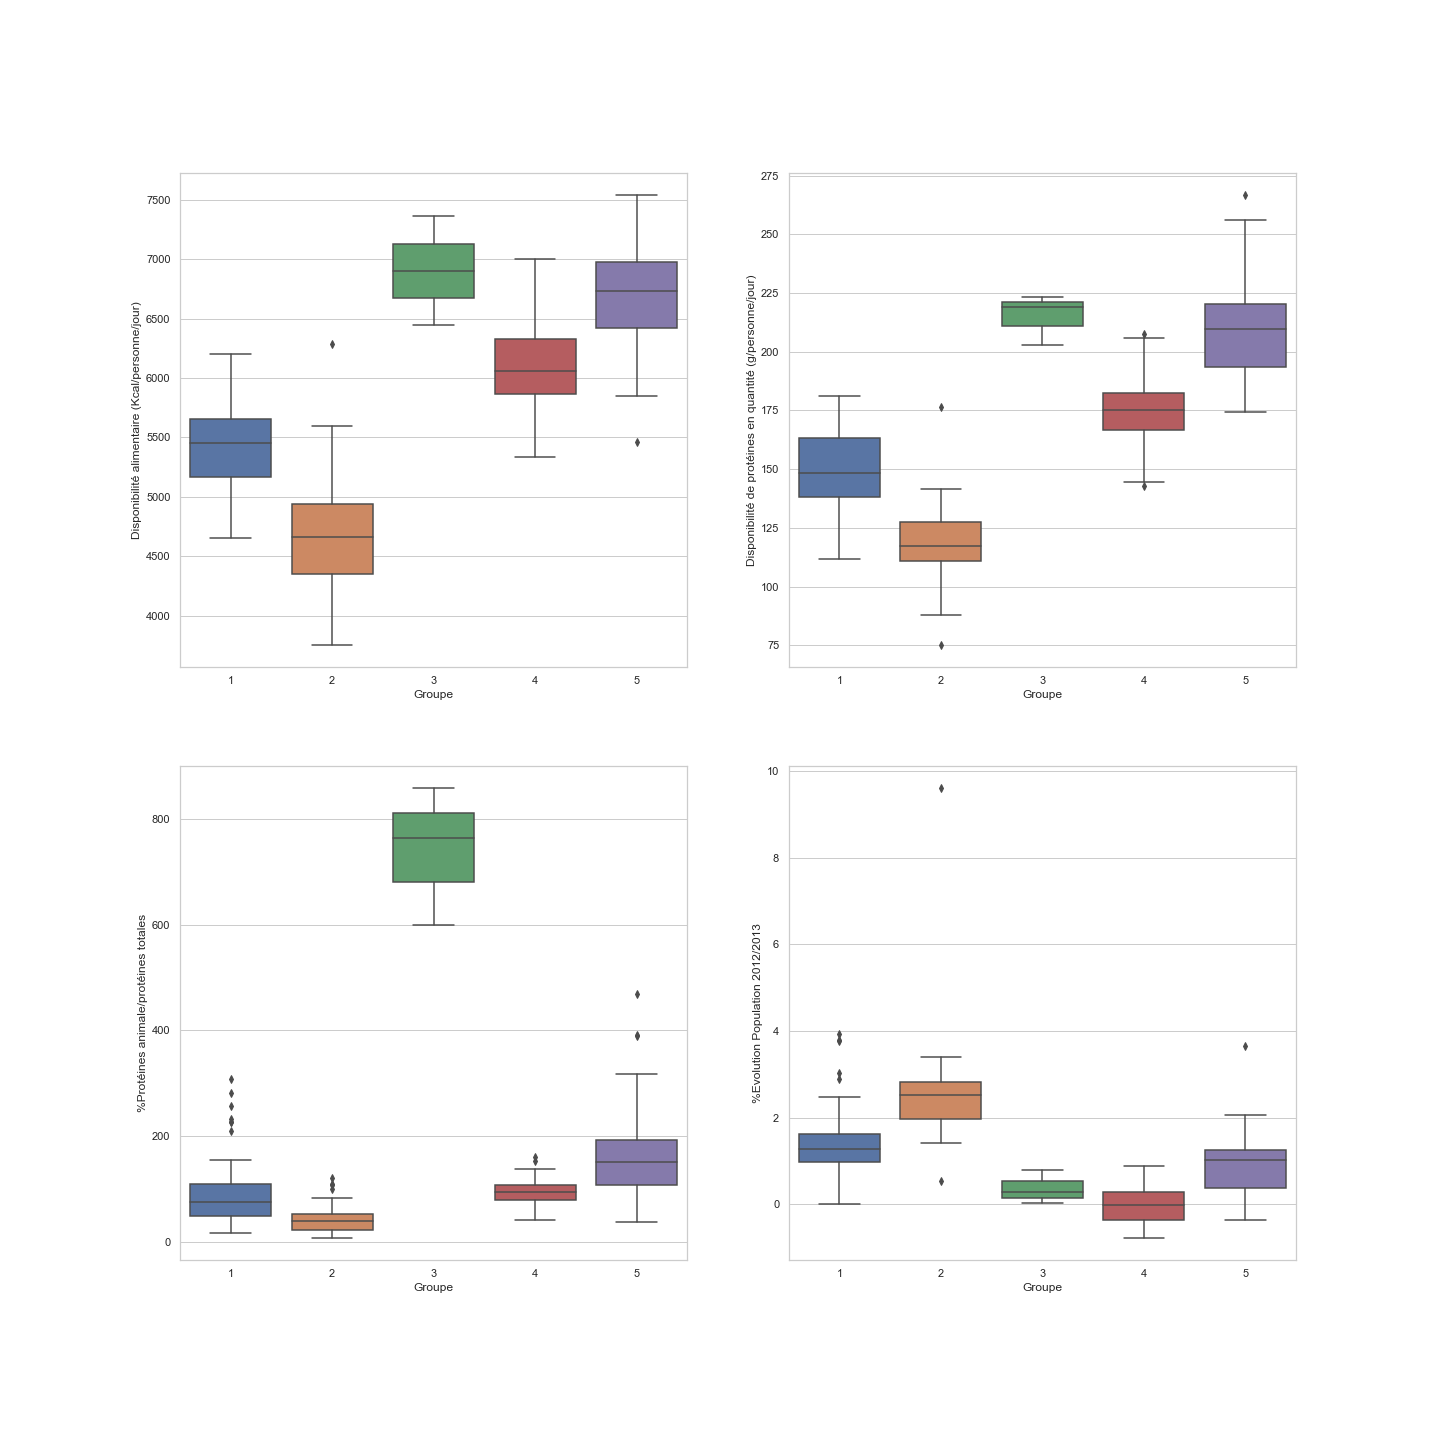 Disponibilité alimentaire (Kcal/personne/jour)
7500
7000
6500
6000
5500
5000
4500
4000
1 2 3 4 5
Groupe
Disponibilité de protéines en quantité (g/personne/jour)
275
250
225
200
175
150
125
100
75
1 2 3 4 5
Groupe
%Protéines animale/protéines totales
800
600
400
200
0
1 2 3 4 5
Groupe
%Evolution Population 2012/2013
10
8
6
4
2
0
1 2 3 4 5
Groupe